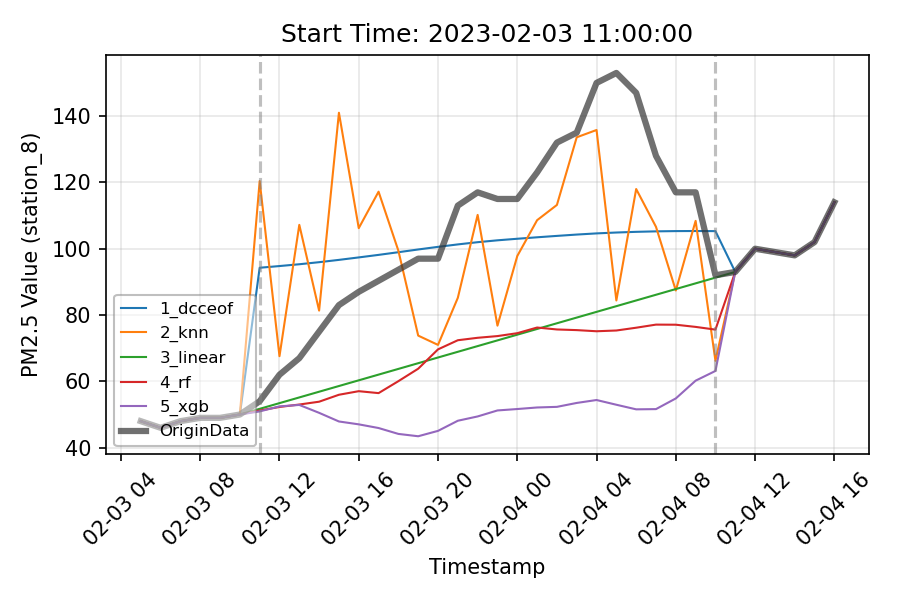 Start Time: 2023-02-03 11:00:00
PM2.5 Value (station_8)
140
120
100
80
60
40
1_dcceof
2_knn
3_linear
4_rf
5_xgb
OriginData
02-03 04
02-03 08
02-03 12
02-03 16
02-03 20
02-04 00
02-04 04
02-04 08
02-04 12
02-04 16
Timestamp